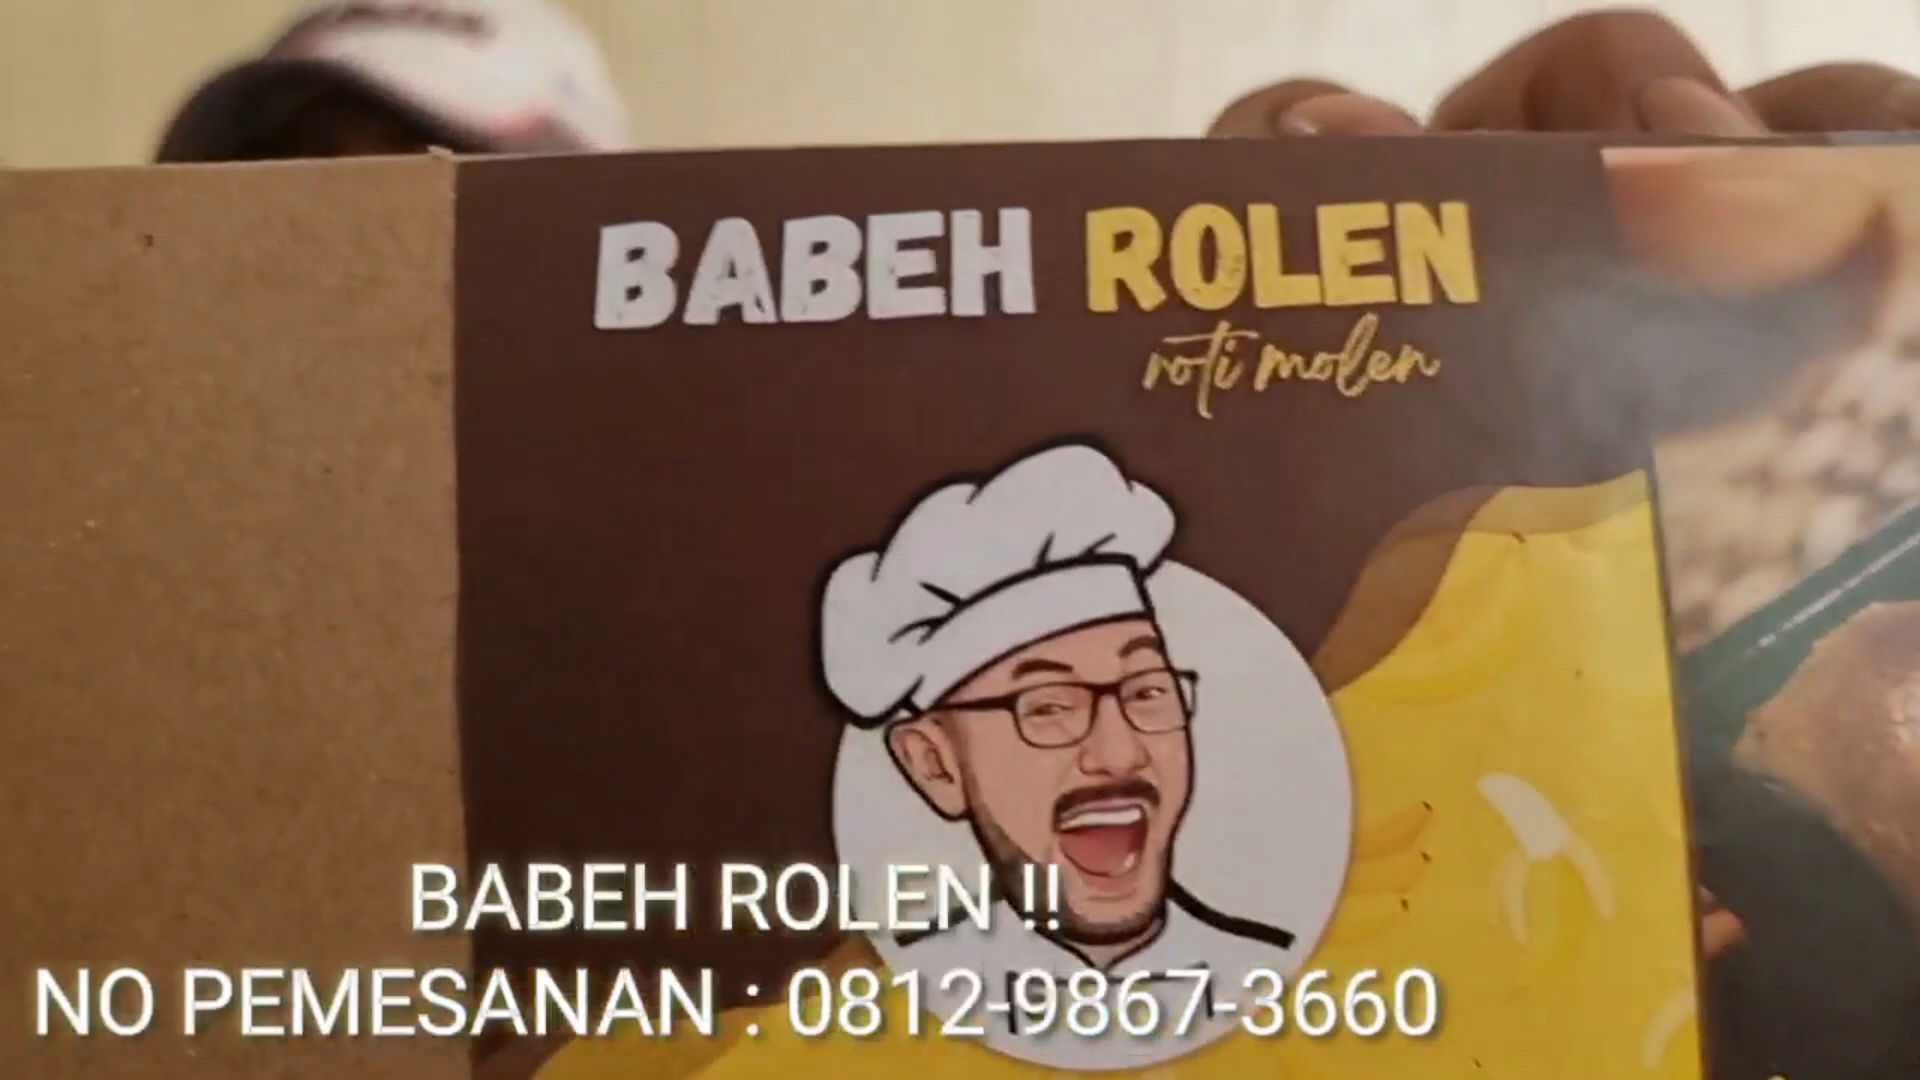 BABEH ROLEN
roti molen
BABEH ROLEN !!
NO PEMESANAN : 0812-9867-3660